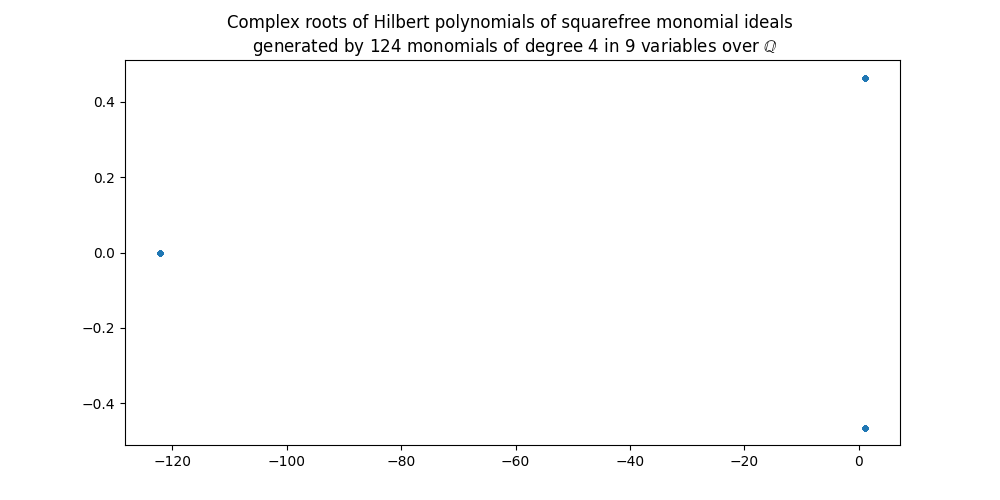 Complex roots of Hilbert polynomials of squarefree monomial ideals
generated by 124 monomials of degree 4 in 9 variables over ℚ
0.4
0.2
0.0
−0.2
−0.4
−120 −100 −80 −60 −40 −20 0